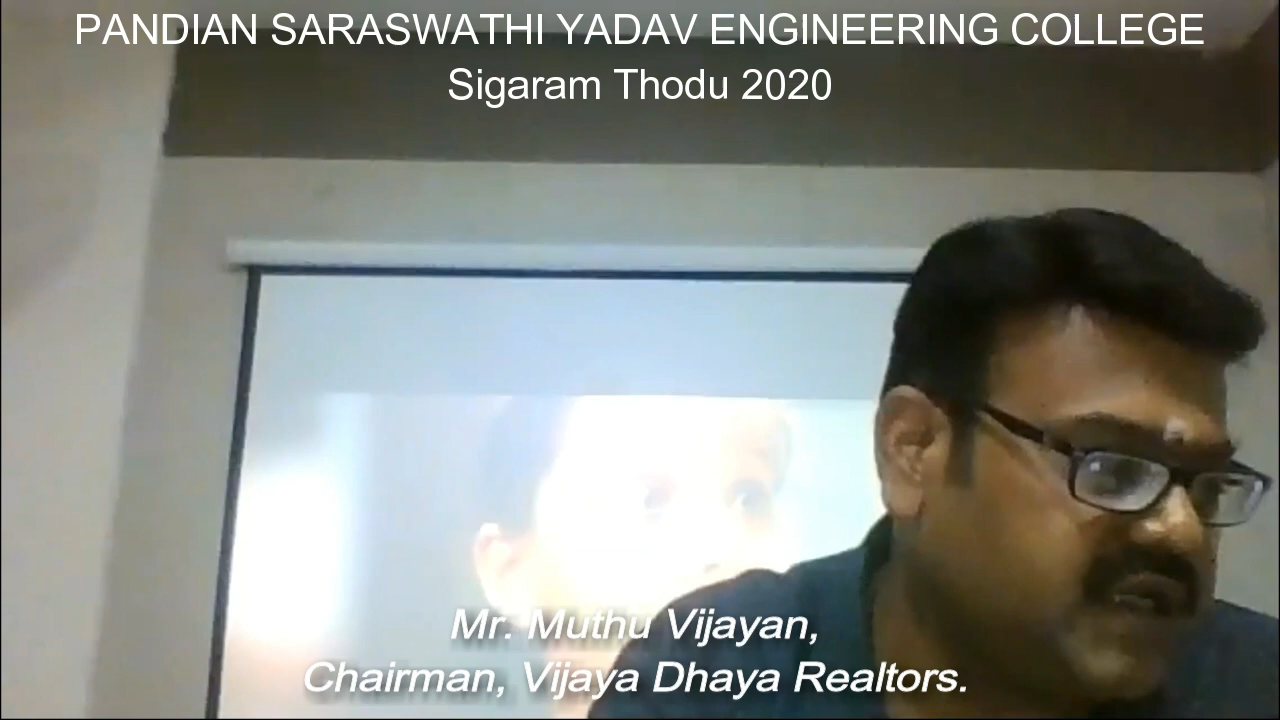 PANDIAN SARASWATHI YADAV ENGINEERING COLLEGE
Sigaram Thodu 2020
Mr. Muthu Vijayan,
Chairman, Vijaya Dhaya Realtors.